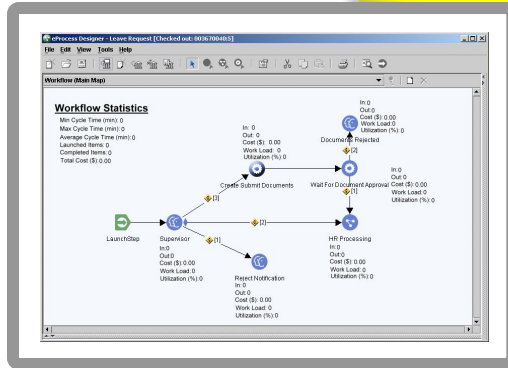 eProcess Designer - Leave Request [Checked out: 003670040:5]
File Edit View Tools Help
Workflow (Main Map)
Workflow Statistics
Min Cycle Time (min): 0
Max Cycle Time (min): 0
Average Cycle Time (min): 0
Launched Items: 0
Completed Items: 0
Total Cost ($): 0.00
In: 0
Out: 0
Cost ($): 0.00
Work Load: 0
Utilization (%):0
Create Submit Documents
In:0
Out:0
Cost ($): 0.00
Work Load: 0
Utilization (%):0
Documents Rejected
[2]
Wait For Document Approval
In:0
Out:0
Cost ($): 0.00
Work Load: 0
Utilization (%):0
[1]
[3]
LaunchStep
Supervisor
In:0
Out:0
Cost ($): 0.00
Work Load: 0
Utilization (%):0
[2]
HR Processing
In: 0
Out: 0
Cost ($): 0.00
Work Load: 0
Utilization (%): 0
[1]
Reject Notification
In:0
Out:0
Cost ($): 0.00
Work Load: 0
Utilization (%):0